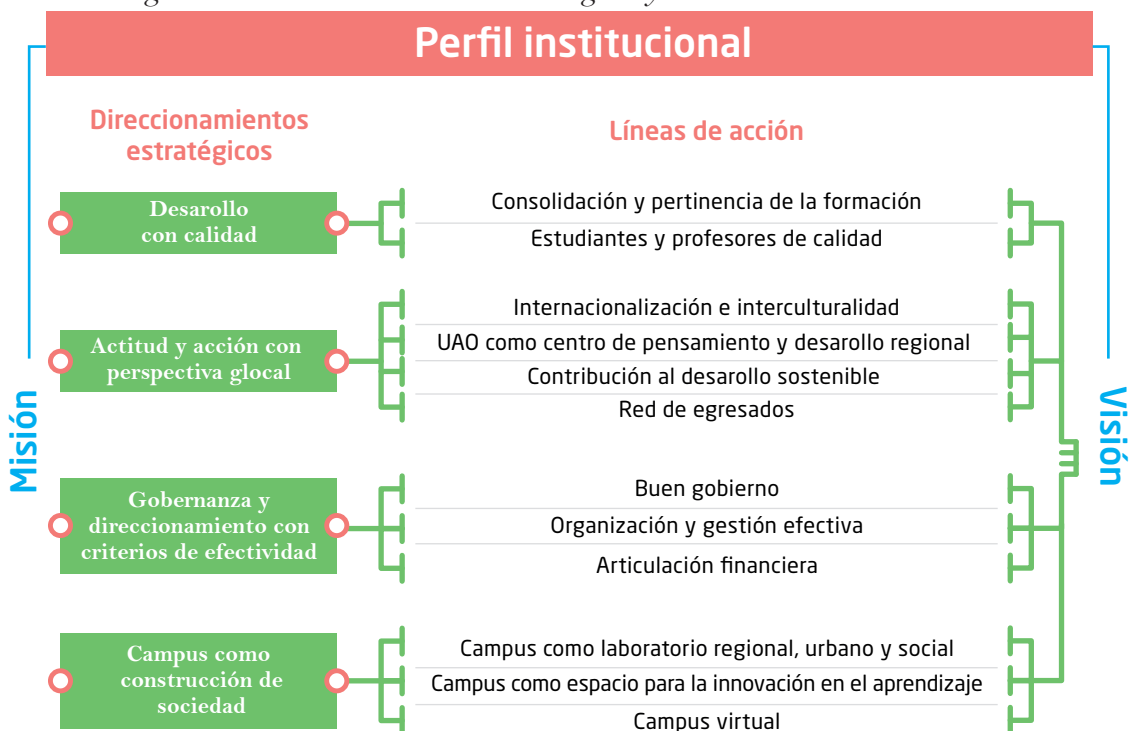 Perfil institucional
Direccionamientos
estratégicos
Líneas de acción
Desarollo
con calidad
Consolidación y pertinencia de la formación
Estudiantes y profesores de calidad
Actitud y acción con
perspectiva glocal
Internacionalización e interculturalidad
UAO como centro de pensamiento y desarollo regional
Contribución al desarollo sostenible
Red de egresados
Misión
Visión
Gobernanza y
direccionamiento con
criterios de efectividad
Buen gobierno
Organización y gestión efectiva
Articulación financiera
Campus como
construcción de
sociedad
Campus como laboratorio regional, urbano y social
Campus como espacio para la innovación en el aprendizaje
Campus virtual